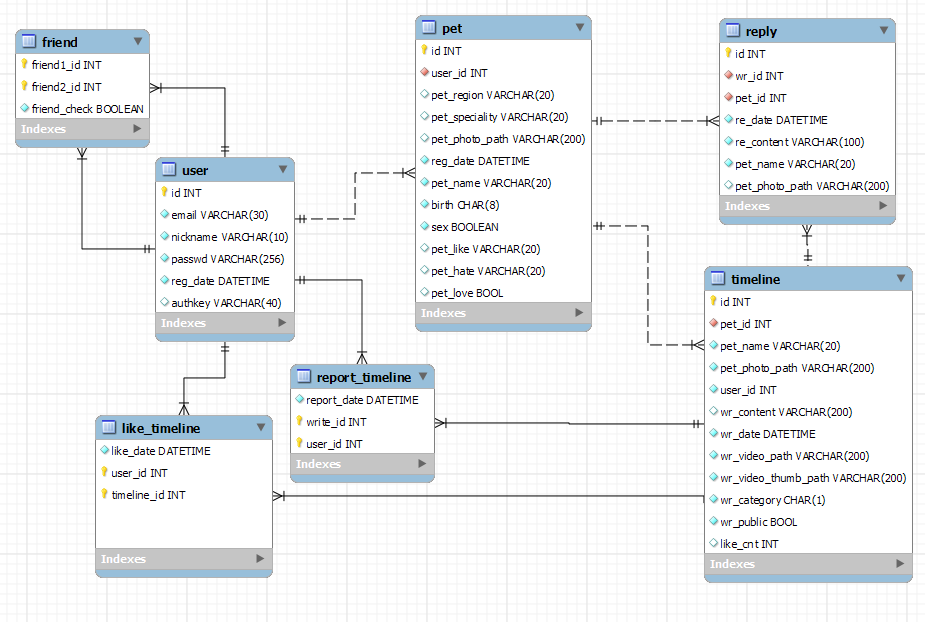 friend
friend1_id INT
friend2_id INT
friend_check BOOLEAN
Indexes
user
id INT
email VARCHAR(30)
nickname VARCHAR(10)
passwd VARCHAR(256)
reg_date DATETIME
authkey VARCHAR(40)
Indexes
like_timeline
like_date DATETIME
user_id INT
timeline_id INT
Indexes
report_timeline
report_date DATETIME
write_id INT
user_id INT
Indexes
pet
id INT
user_id INT
pet_region VARCHAR(20)
pet_speciality VARCHAR(20)
pet_photo_path VARCHAR(200)
reg_date DATETIME
pet_name VARCHAR(20)
birth CHAR(8)
sex BOOLEAN
pet_like VARCHAR(20)
pet_hate VARCHAR(20)
pet_love BOOL
Indexes
reply
id INT
wr_id INT
pet_id INT
re_date DATETIME
re_content VARCHAR(100)
pet_name VARCHAR(20)
pet_photo_path VARCHAR(200)
Indexes
timeline
id INT
pet_id INT
pet_name VARCHAR(20)
pet_photo_path VARCHAR(200)
user_id INT
wr_content VARCHAR(200)
wr_date DATETIME
wr_video_path VARCHAR(200)
wr_video_thumb_path VARCHAR(200)
wr_category CHAR(1)
wr_public BOOL
like_cnt INT
Indexes